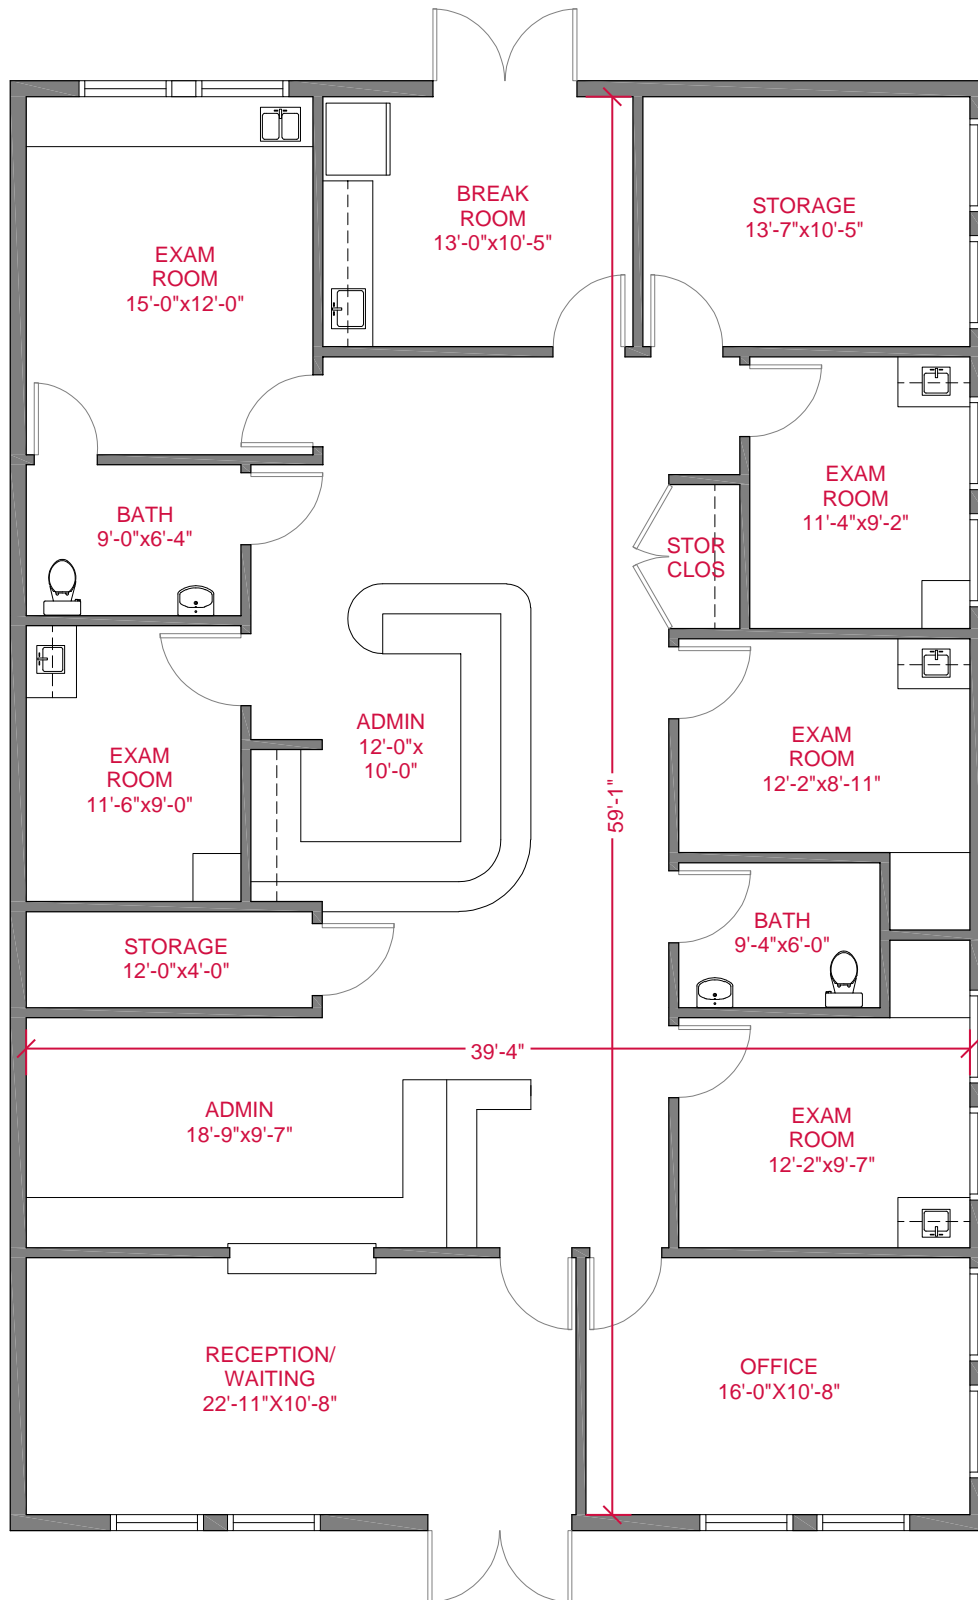 BREAK
ROOM
13'-0"x10'-5"
STORAGE
13'-7"x10'-5"
EXAM
ROOM
15'-0"x12'-0"
EXAM
ROOM
11'-4"x9'-2"
BATH
9'-0"x6'-4"
STOR
CLOS
ADMIN
12'-0"x
10'-0"
EXAM
ROOM
12'-2"x8'-11"
EXAM
ROOM
11'-6"x9'-0"
59'-1"
BATH
9'-4"x6'-0"
STORAGE
12'-0"x4'-0"
39'-4"
ADMIN
18'-9"x9'-7"
EXAM
ROOM
12'-2"x9'-7"
RECEPTION/
WAITING
22'-11"X10'-8"
OFFICE
16'-0"X10'-8"